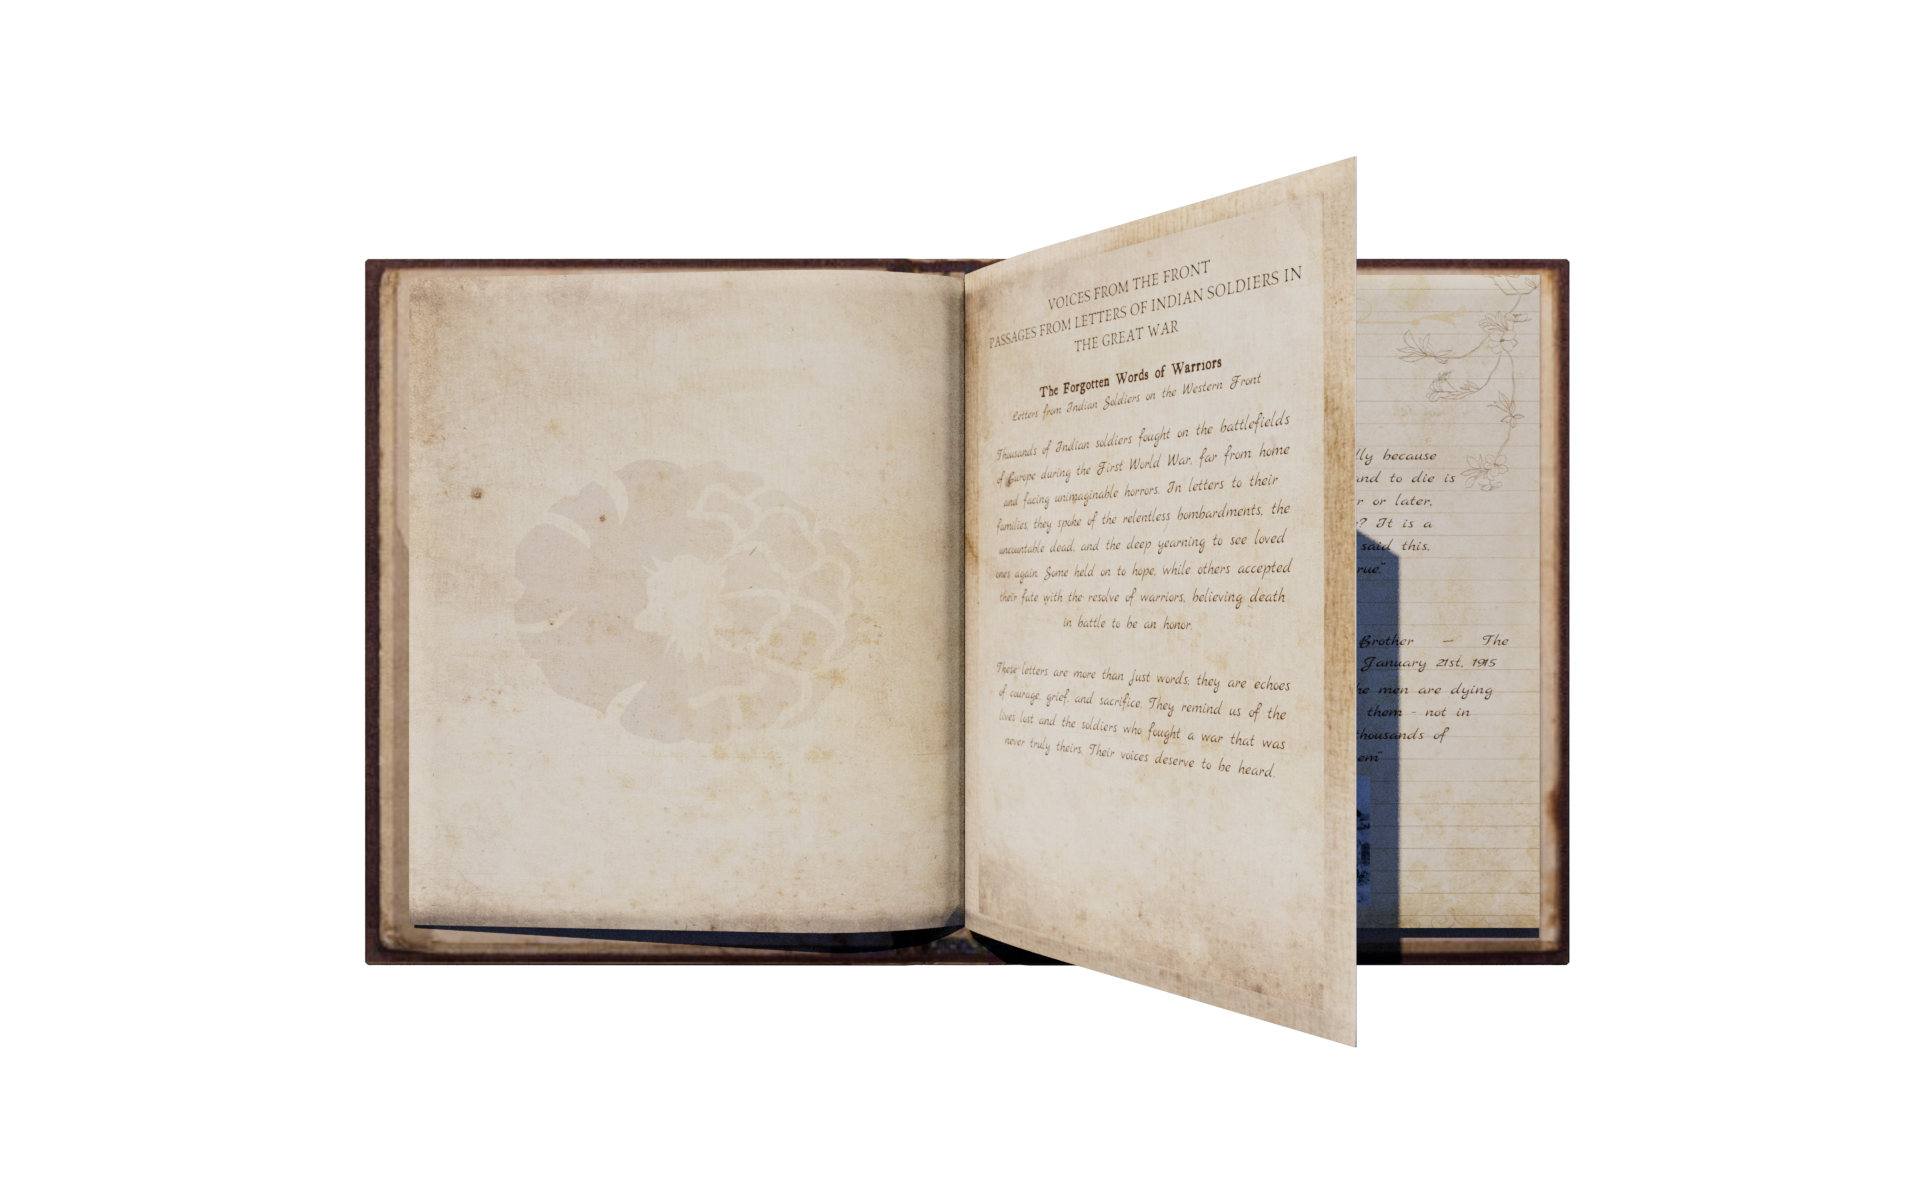 VOICES FROM THE FRONT
PASSAGES FROM LETTERS OF INDIAN SOLDIERS IN
THE GREAT WAR
The Forgotten Words of Warriors
Letters from Indian Soldiers on the Western Front
Thousands of Indian soldiers fought on the battlefields
of Europe during the First World War, far from home
and facing unimaginable horrors. In letters to their
families, they spoke of the relentless bombardments, the
uncountable dead, and the deep yearning to see loved
ones again. Some held on to hope, while others accepted
their fate with the resolve of warriors, believing death
in battle to be an honor.
These letters are more than just words; they are echoes
of courage, grief, and sacrifice. They remind us of the
lives lost and the soldiers who fought a war that was
never truly theirs. Their voices deserve to be heard.
because
to die is
or later,
? It is a
said this,
Brother — The
January 21st, 1915
men are dying
them - not in
thousands of